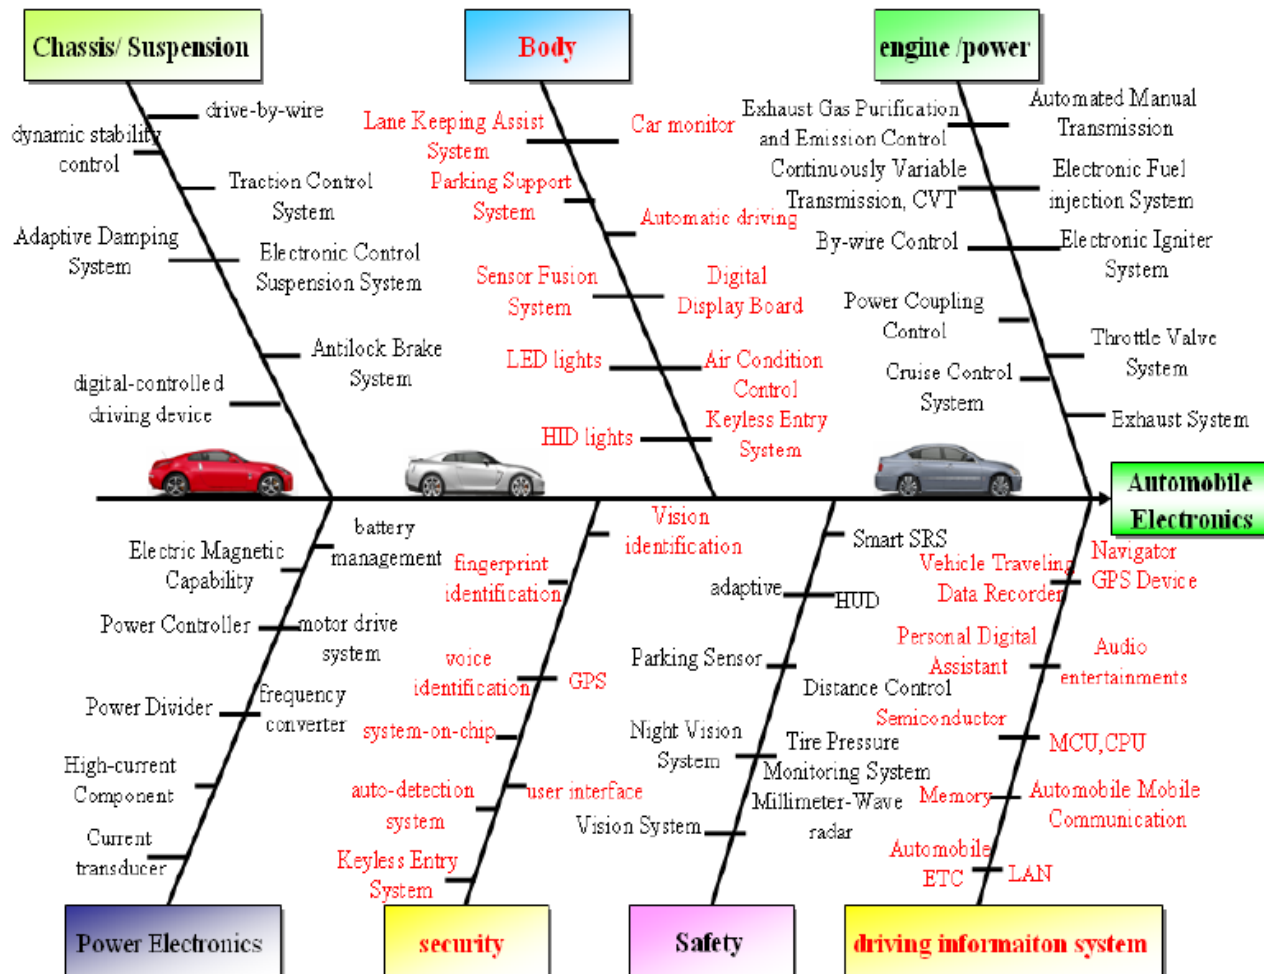 Chassis/ Suspension
Body
engine /power
drive-by-wire
dynamic stability
control
Traction Control
System
Adaptive Damping
System
Electronic Control
Suspension System
Antilock Brake
System
digital-controlled
driving device
Lane Keeping Assist
System
Car monitor
Parking Support
System
Automatic driving
Sensor Fusion
System
Digital
Display Board
LED lights
Air Condition
Control
HID lights
Keyless Entry
System
Exhaust Gas Purification
and Emission Control
Automated Manual
Transmission
Continuously Variable
Transmission, CVT
Electronic Fuel
injection System
By-wire Control
Electronic Igniter
System
Power Coupling
Control
Throttle Valve
System
Cruise Control
System
Exhaust System
Automobile
Electronics
battery
management
Electric Magnetic
Capability
Power Controller
motor drive
system
Power Divider
frequency
converter
High-current
Component
Current
transducer
Vision
identification
fingerprint
identification
voice
identification
GPS
system-on-chip
user interface
auto-detection
system
Keyless Entry
System
Smart SRS
adaptive
HUD
Parking Sensor
Distance Control
Night Vision
System
Tire Pressure
Monitoring System
Millimeter-Wave
radar
Vision System
Navigator
GPS Device
Vehicle Traveling
Data Recorder
Personal Digital
Assistant
Audio
entertainments
Semiconductor
MCU,CPU
Memory
Automobile Mobile
Communication
Automobile
ETC
LAN
Power Electronics
security
Safety
driving informaiton system